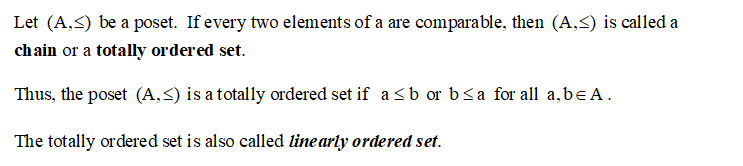 Let (A,≤) be a poset. If every two elements of a are comparable, then (A,≤) is called a
chain or a totally ordered set.
Thus, the poset (A,≤) is a totally ordered set if a≤b or b≤a for all a,b∈A.
The totally ordered set is also called linearly ordered set.